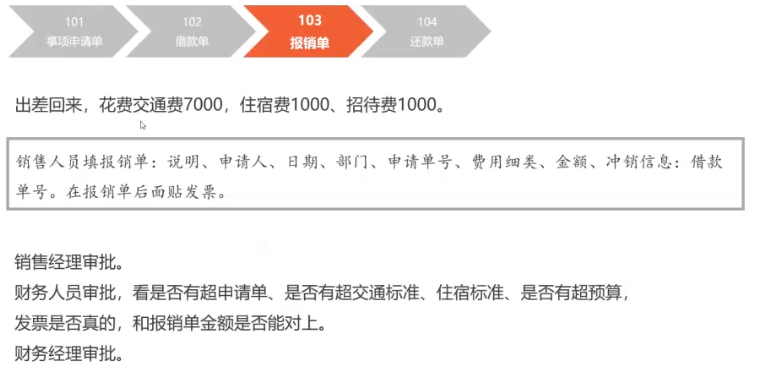 101
事项申请单
102
借款单
103
报销单
104
还款单
出差回来，花费交通费7000，住宿费1000、招待费1000。
销售人员填报销单：说明、申请人、日期、部门、申请单号、费用细类、金额、冲销信息：借款
单号。在报销单后面贴发票。
销售经理审批。
财务人员审批，看是否有超申请单、是否有超交通标准、住宿标准、是否有超预算，
发票是否真的，和报销单金额是否能对上。
财务经理审批。